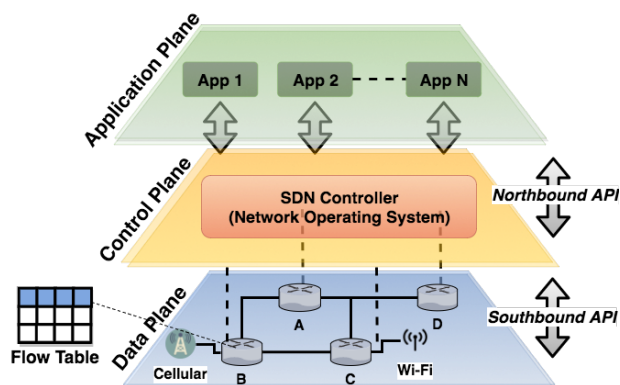 Application Plane
App 1
App 2
App N
Control Plane
SDN Controller
(Network Operating System)
Northbound API
Data Plane
A
D
Southbound API
Flow Table
Cellular
B
C
Wi-Fi